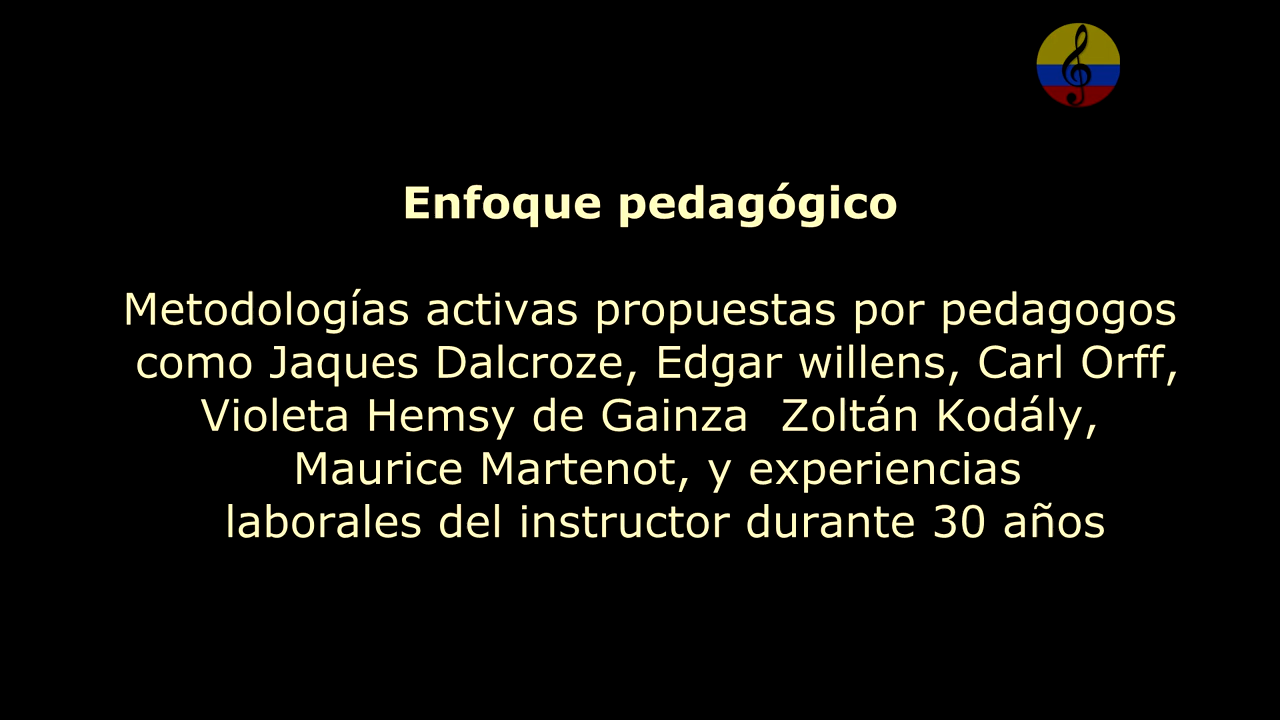 Enfoque pedagógico
Metodologías activas propuestas por pedagogos
como Jaques Dalcroze, Edgar willens, Carl Orff,
Violeta Hemsy de Gainza  Zoltán Kodály,
Maurice Martenot, y experiencias
laborales del instructor durante 30 años